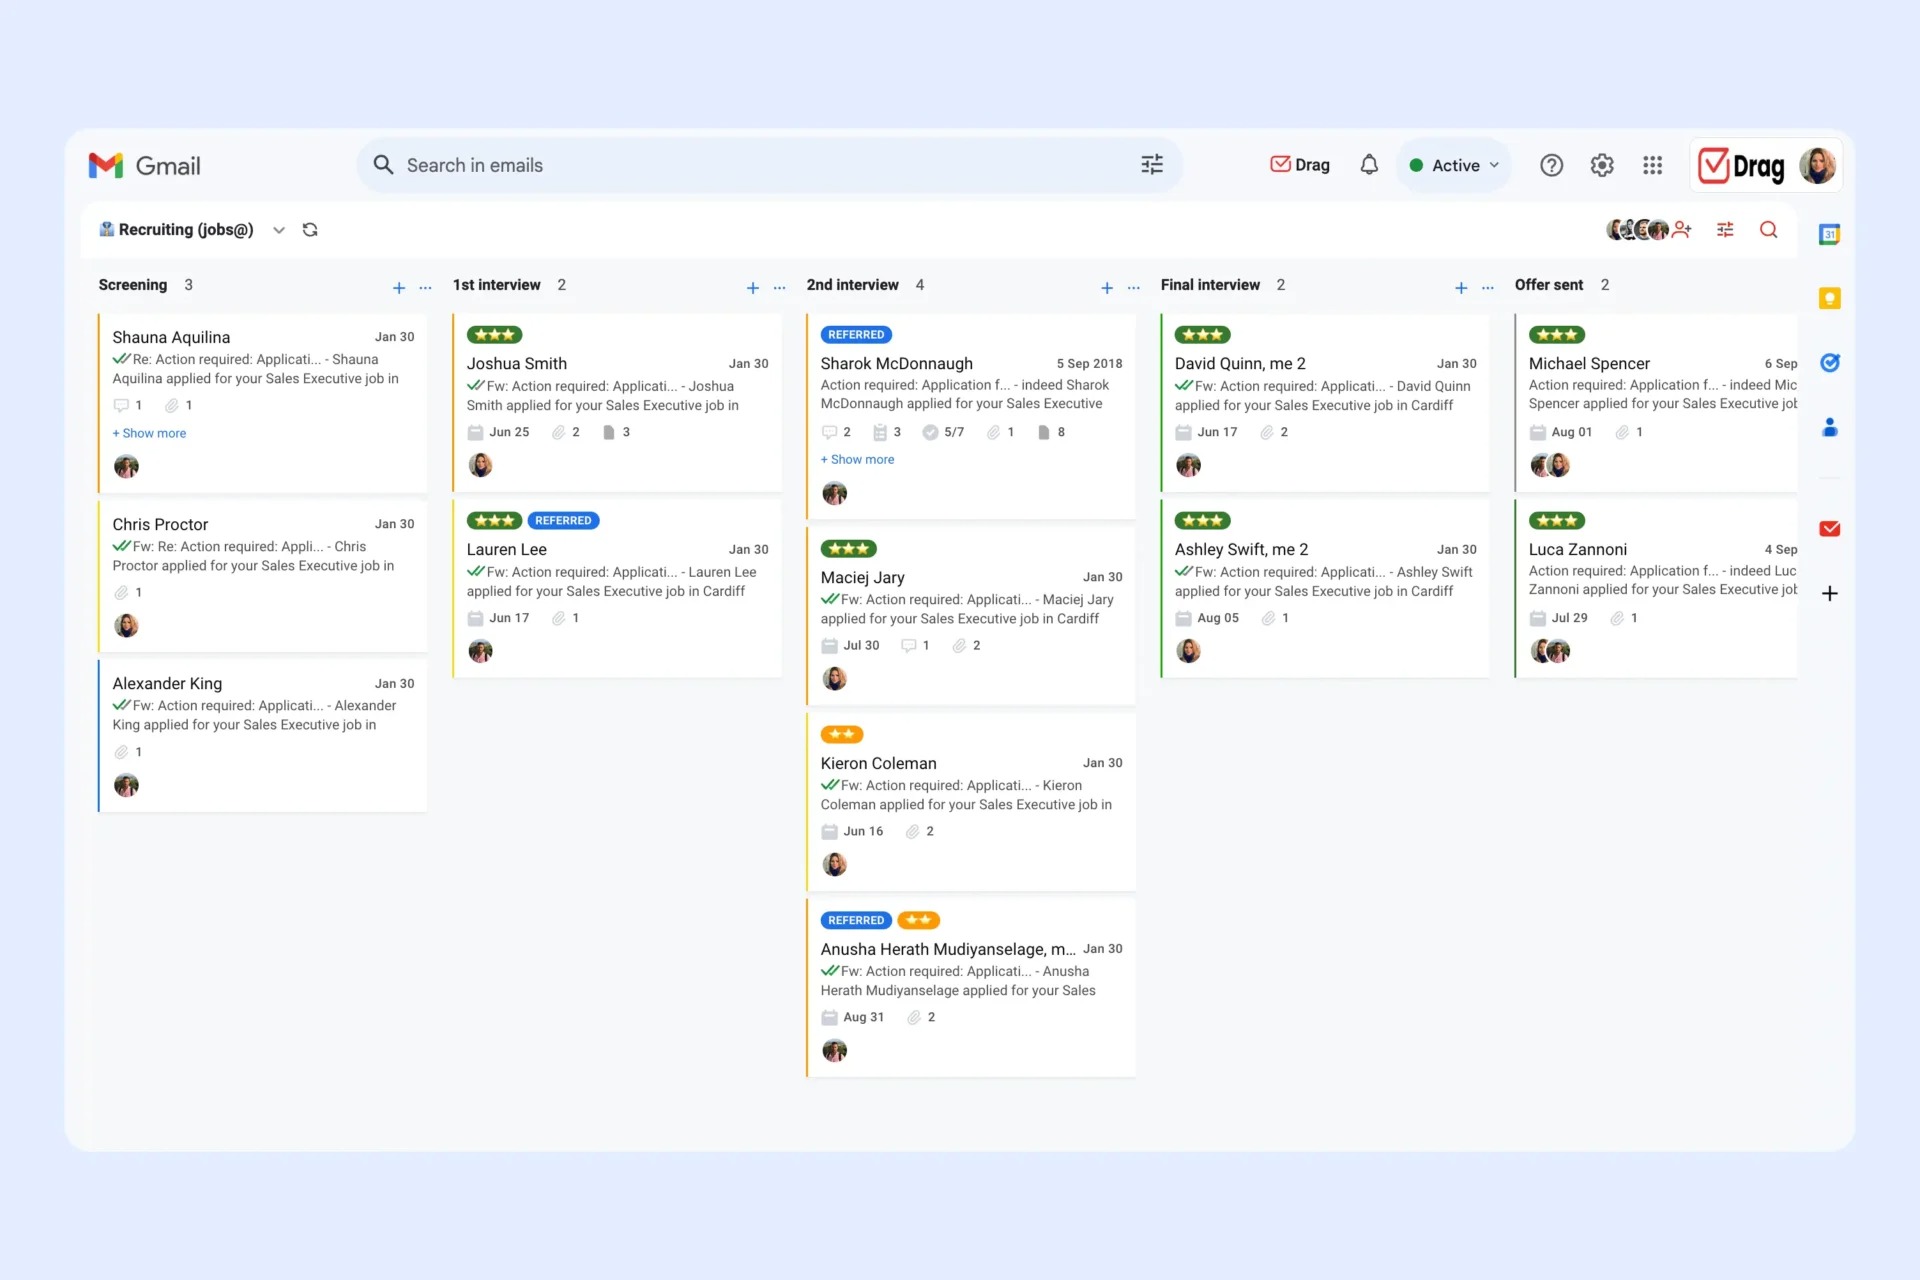 Gmail
Search in emails
Drag
Active
Drag
Recruiting (jobs@)
31
Screening 3
Shauna Aquilina Jan 30
Re: Action required: Applicati... - Shauna
Aquilina applied for your Sales Executive job in
1 1
+ Show more
Chris Proctor Jan 30
Fw: Re: Action required: Appli... - Chris
Proctor applied for your Sales Executive job in
1
Alexander King Jan 30
Fw: Action required: Applicati... - Alexander
King applied for your Sales Executive job in
1
1st interview 2
Joshua Smith Jan 30
Fw: Action required: Applicati... - Joshua
Smith applied for your Sales Executive job in
Jun 25 2 3
REFERRED
Lauren Lee Jan 30
Fw: Action required: Applicati... - Lauren Lee
applied for your Sales Executive job in Cardiff
Jun 17 1
2nd interview 4
REFERRED
Sharok McDonnaugh 5 Sep 2018
Action required: Application f... - indeed Sharok
McDonnaugh applied for your Sales Executive
2 3 5/7 1 8
+ Show more
Maciej Jary Jan 30
Fw: Action required: Applicati... - Maciej Jary
applied for your Sales Executive job in Cardiff
Jul 30 1 2
Kieron Coleman Jan 30
Fw: Action required: Applicati... - Kieron
Coleman applied for your Sales Executive job in
Jun 16 2
REFERRED
Anusha Herath Mudiyanselage, m... Jan 30
Fw: Action required: Applicati... - Anusha
Herath Mudiyanselage applied for your Sales
Aug 31 2
Final interview 2
David Quinn, me 2 Jan 30
Fw: Action required: Applicati... - David Quinn
applied for your Sales Executive job in Cardiff
Jun 17 2
Ashley Swift, me 2 Jan 30
Fw: Action required: Applicati... - Ashley Swift
applied for your Sales Executive job in Cardiff
Aug 05 1
Offer sent 2
Michael Spencer 6 Sep
Action required: Application f... - indeed Mic
Spencer applied for your Sales Executive job
Aug 01 1
Luca Zannoni 4 Sep
Action required: Application f... - indeed Luc
Zannoni applied for your Sales Executive job
Jul 29 1